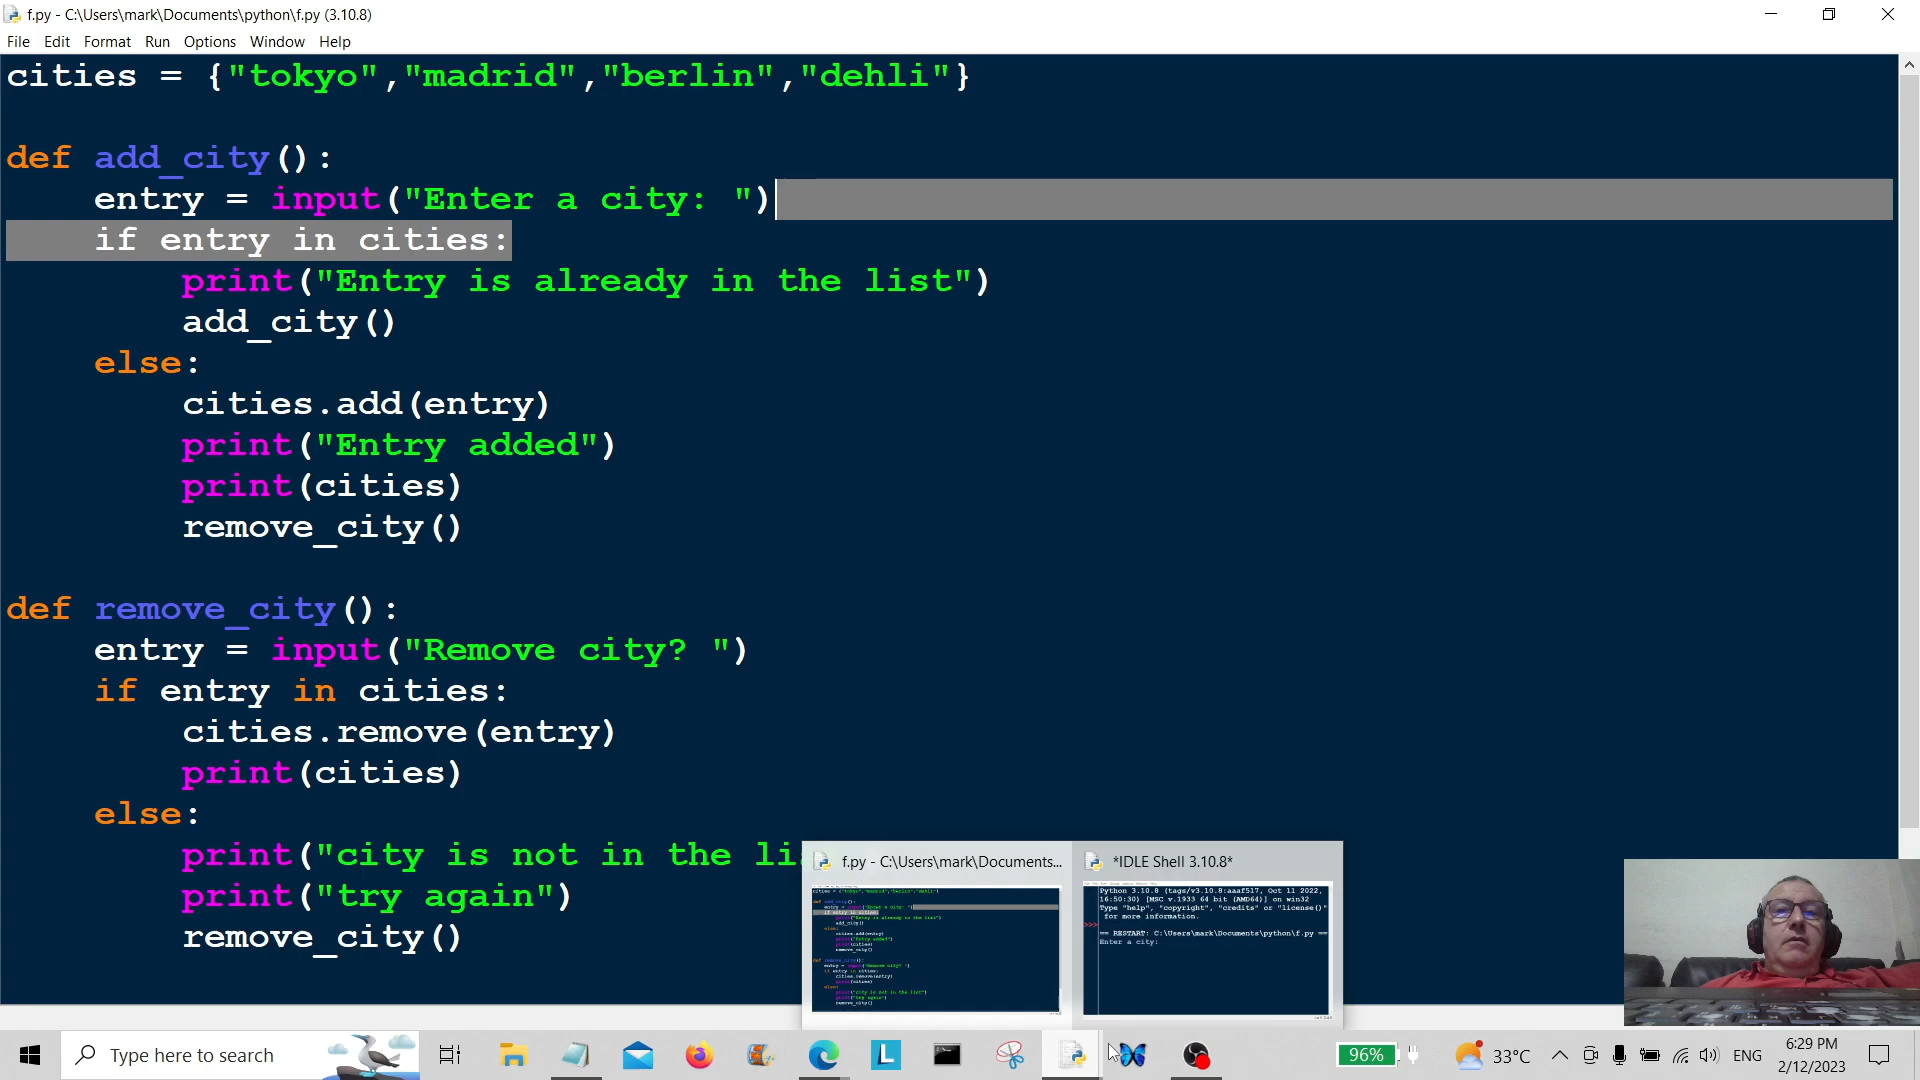 f.py - C:\Users\mark\Documents\python\f.py (3.10.8)
File Edit Format Run Options Window Help
cities = {"tokyo","madrid","berlin","dehli"}
def add_city():
    entry = input("Enter a city: ")
    if entry in cities:
        print("Entry is already in the list")
        add_city()
    else:
        cities.add(entry)
        print("Entry added")
        print(cities)
        remove_city()
def remove_city():
    entry = input("Remove city? ")
    if entry in cities:
        cities.remove(entry)
        print(cities)
    else:
        print("city is not in the li
        print("try again")
        remove_city()
f.py - C:\Users\mark\Documents...
*IDLE Shell 3.10.8*
Python 3.10.8 (tags/v3.10.8:aaaf517, Oct 11 2022,
16:50:30) [MSC v.1933 64 bit (AMD64)] on win32
Type "help", "copyright", "credits" or "license()"
for more information.
>>>
== RESTART: C:\Users\mark\Documents\python\f.py ==
Enter a city:
Type here to search
L
96%
33°C
ENG
6:29 PM
2/12/2023